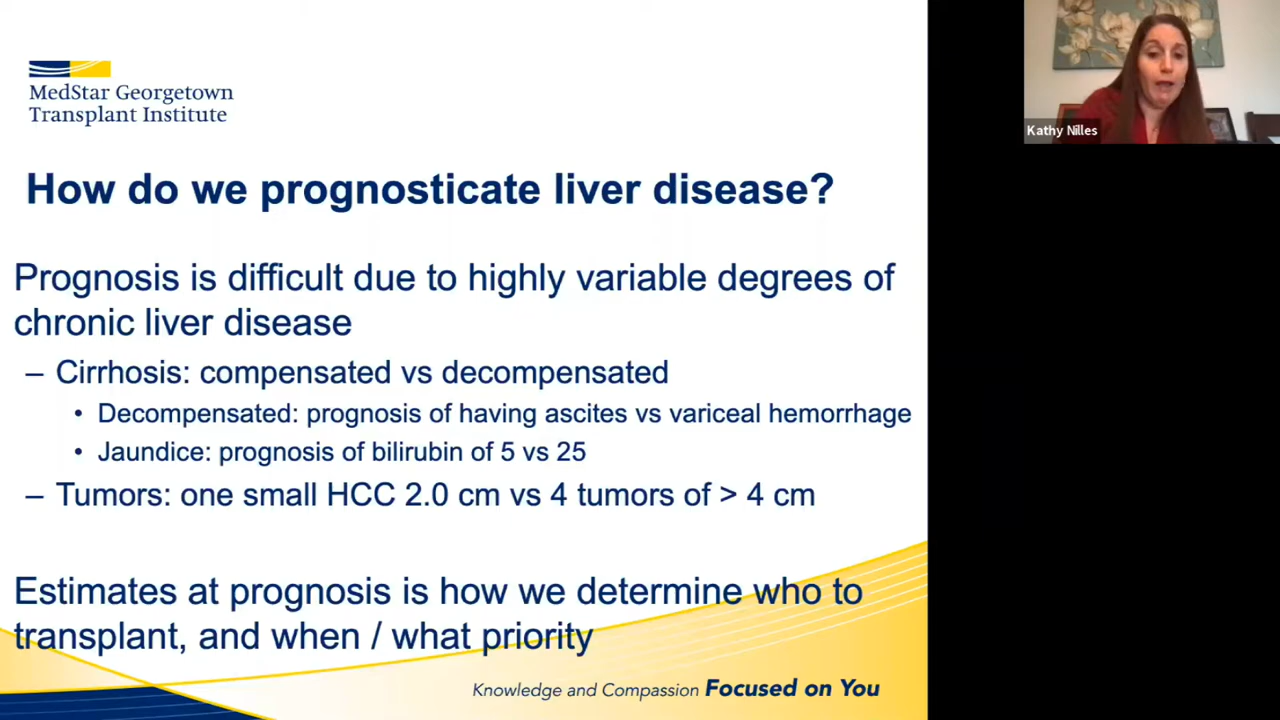 MedStar Georgetown
Transplant Institute
Kathy Nilles
How do we prognosticate liver disease?
Prognosis is difficult due to highly variable degrees of
chronic liver disease
– Cirrhosis: compensated vs decompensated
• Decompensated: prognosis of having ascites vs variceal hemorrhage
• Jaundice: prognosis of bilirubin of 5 vs 25
– Tumors: one small HCC 2.0 cm vs 4 tumors of > 4 cm
Estimates at prognosis is how we determine who to
transplant, and when / what priority
Knowledge and Compassion Focused on You